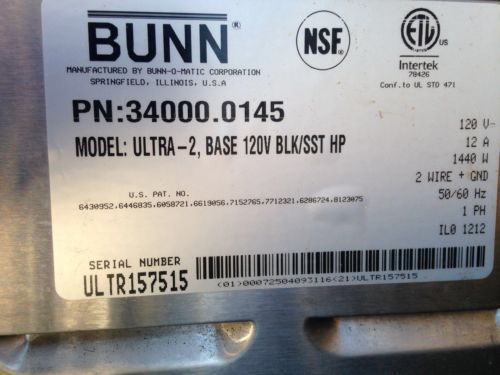 BUNN®
MANUFACTURED BY BUNN-O-MATIC CORPORATION
SPRINGFIELD, ILLINOIS, U.S.A
NSF®
ETL
US
Intertek
78426
Conf.to UL STD 471
PN:34000.0145
MODEL: ULTRA-2, BASE 120V BLK/SST HP
120 V~
12 A
1440 W
2 WIRE + GND
50/60 Hz
1 PH
IL0 1212
U.S. PAT. NO.
6430952,6446835,6058721,6619056,7152765,7712321,6286724,8123075
SERIAL NUMBER
ULTR157515
(01)00072504093116(21)ULTR157515